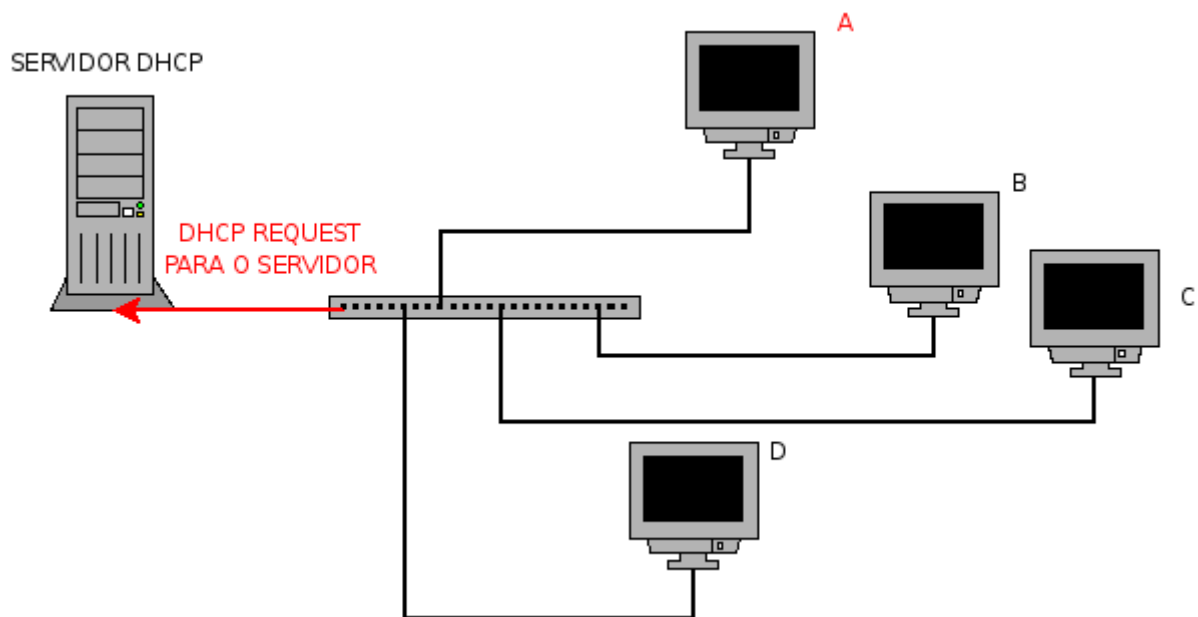 A
SERVIDOR DHCP
B
DHCP REQUEST
PARA O SERVIDOR
C
D